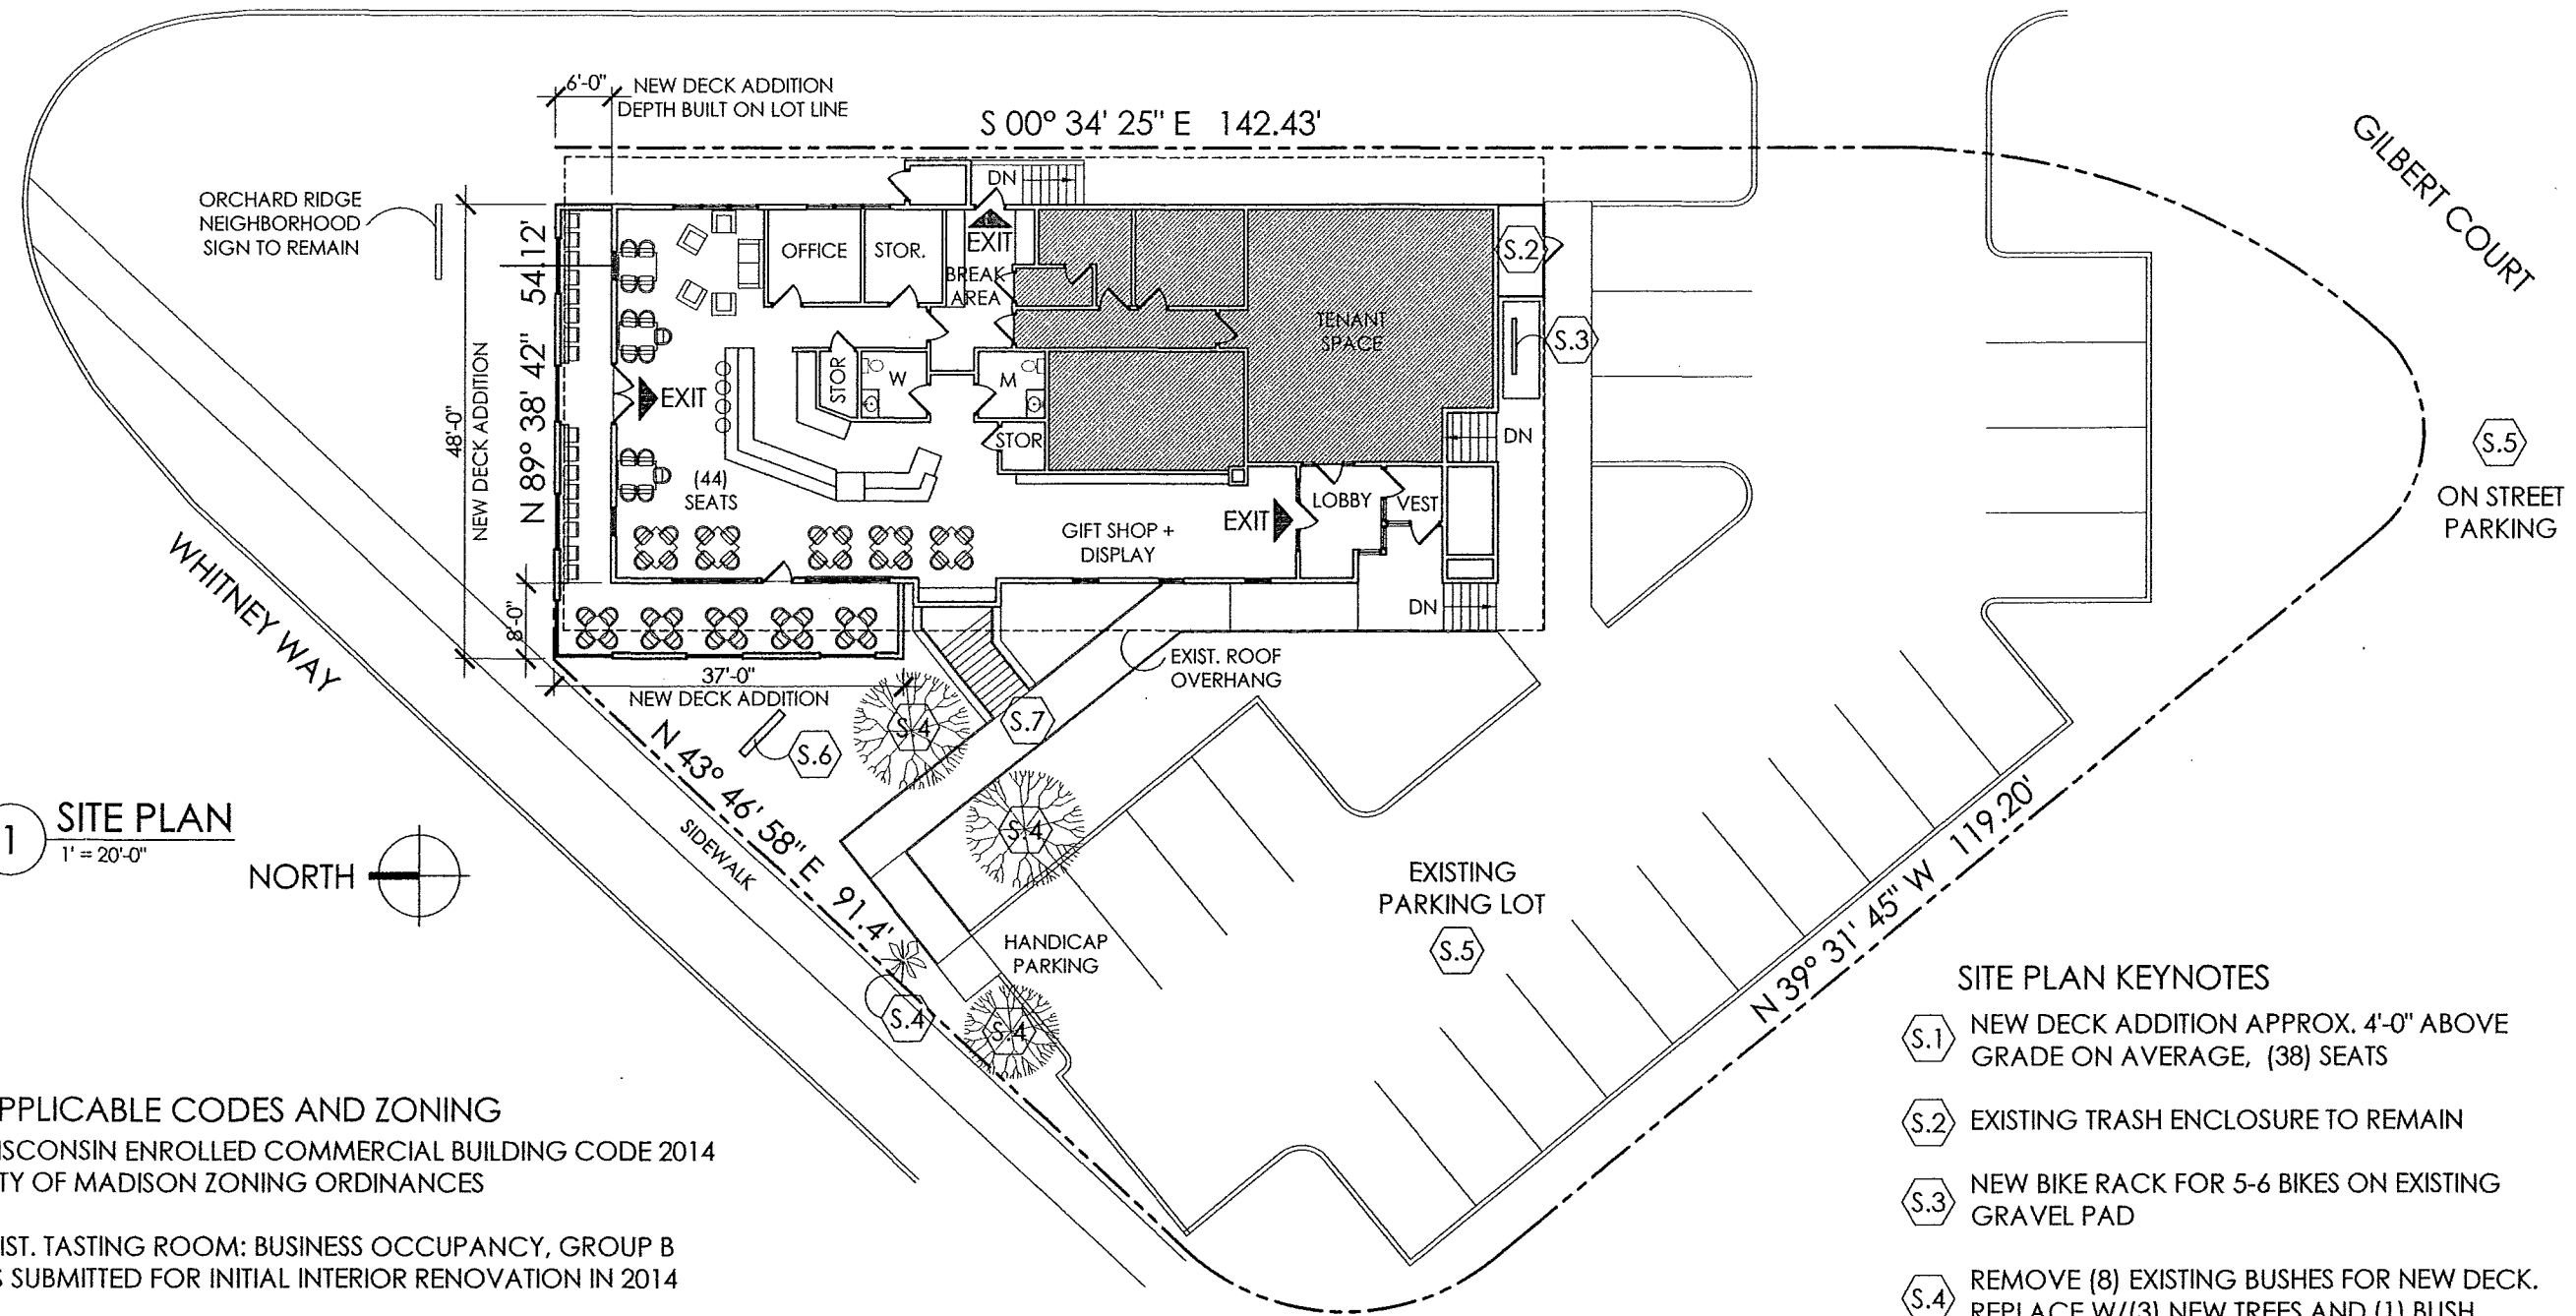 6'-0"
NEW DECK ADDITION
DEPTH BUILT ON LOT LINE
S 00° 34' 25" E 142.43'
GILBERT COURT
ORCHARD RIDGE
NEIGHBORHOOD
SIGN TO REMAIN
DN
EXIT
OFFICE
STOR.
BREAK
AREA
S.2
TENANT
SPACE
S.3
N 89° 38' 42" 54.12'
48'-0"
NEW DECK ADDITION
EXIT
STOR
W
M
STOR
DN
S.5
ON STREET
PARKING
(44)
SEATS
GIFT SHOP +
DISPLAY
EXIT
LOBBY
VEST
DN
WHITNEY WAY
8'-0"
37'-0"
NEW DECK ADDITION
EXIST. ROOF
OVERHANG
S.4
S.7
S.6
N 43° 46' 58" E 91.4'
SIDEWALK
S.4
1
SITE PLAN
1' = 20'-0"
NORTH
EXISTING
PARKING LOT
S.5
HANDICAP
PARKING
S.4
S.4
N 39° 31' 45" W 119.20'
PPLICABLE CODES AND ZONING
ISCONSIN ENROLLED COMMERCIAL BUILDING CODE 2014
TY OF MADISON ZONING ORDINANCES
IST. TASTING ROOM: BUSINESS OCCUPANCY, GROUP B
S SUBMITTED FOR INITIAL INTERIOR RENOVATION IN 2014
SITE PLAN KEYNOTES
S.1 NEW DECK ADDITION APPROX. 4'-0" ABOVE
GRADE ON AVERAGE, (38) SEATS
S.2 EXISTING TRASH ENCLOSURE TO REMAIN
S.3 NEW BIKE RACK FOR 5-6 BIKES ON EXISTING
GRAVEL PAD
S.4 REMOVE (8) EXISTING BUSHES FOR NEW DECK.
REPLACE W/(3) NEW TREES AND (1) BUSH